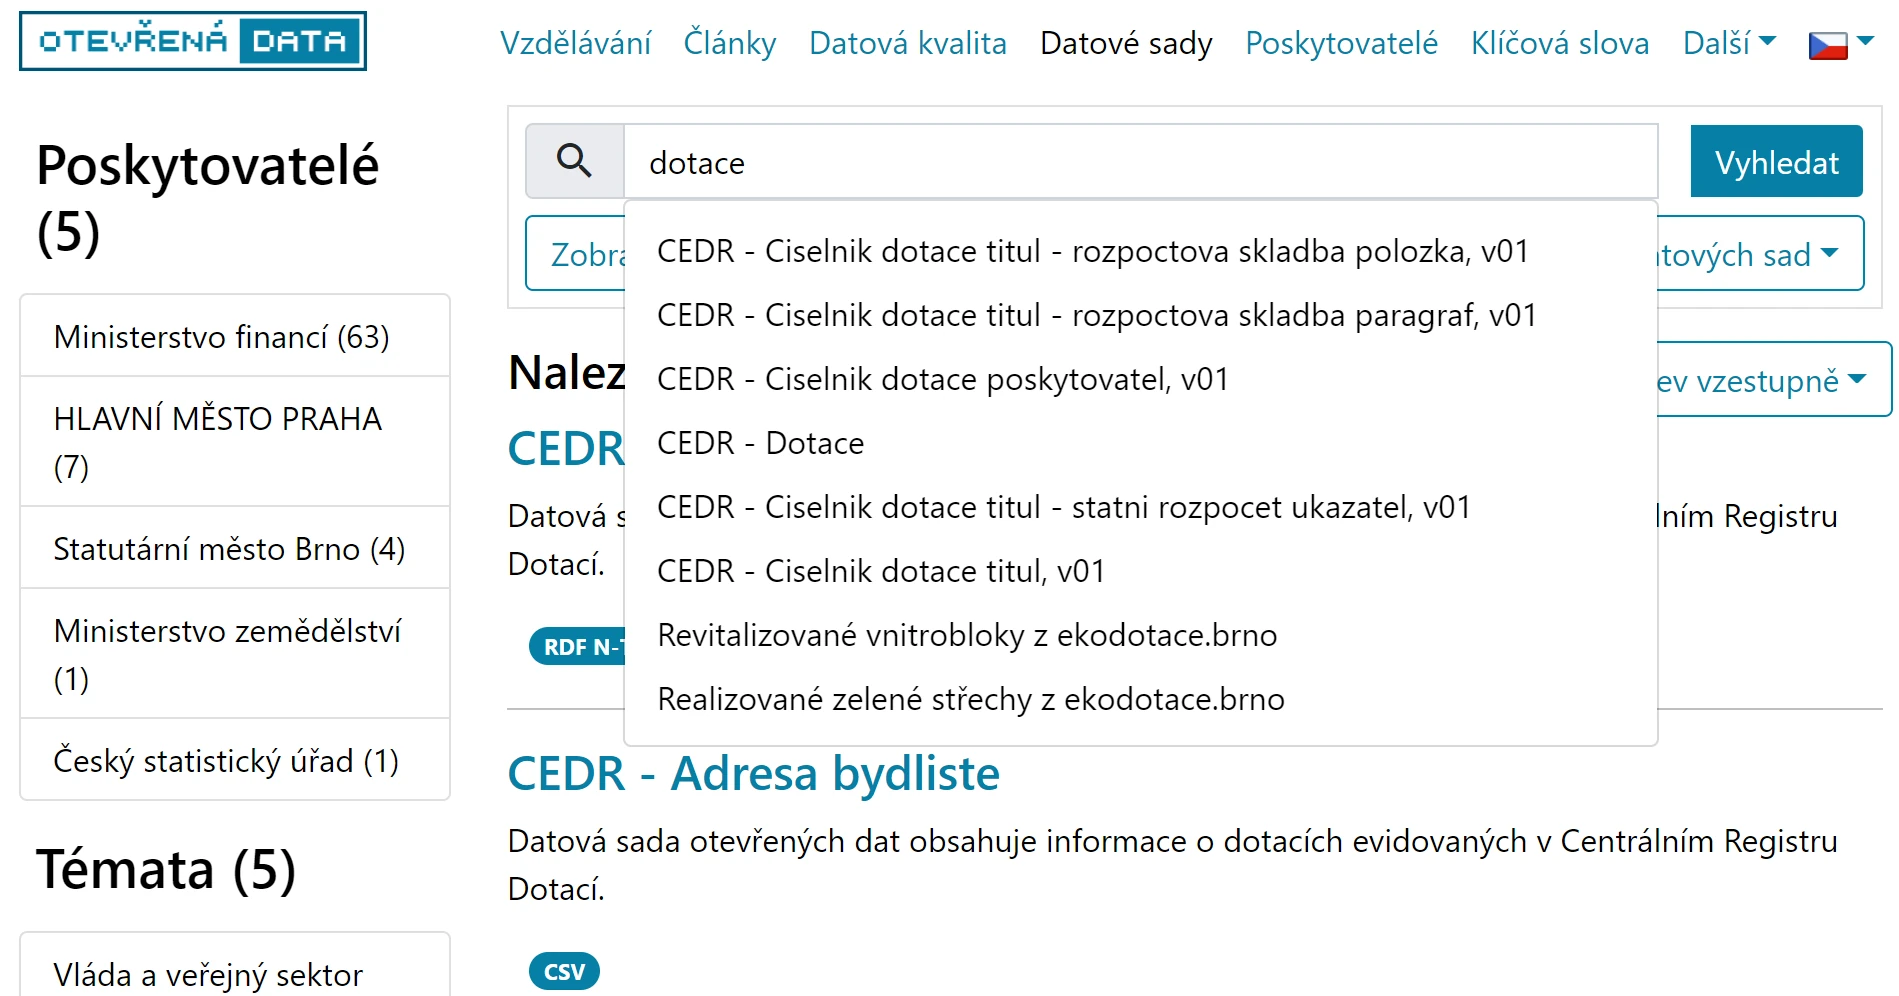 OTEVŘENÁ DATA
Vzdělávání Články Datová kvalita Datové sady Poskytovatelé Klíčová slova Další
Poskytovatelé
(5)
Ministerstvo financí (63)
HLAVNÍ MĚSTO PRAHA
(7)
Statutární město Brno (4)
Ministerstvo zemědělství
(1)
Český statistický úřad (1)
Témata (5)
Vláda a veřejný sektor
dotace
Vyhledat
CEDR - Ciselnik dotace titul - rozpoctova skladba polozka, v01
CEDR - Ciselnik dotace titul - rozpoctova skladba paragraf, v01
CEDR - Ciselnik dotace poskytovatel, v01
CEDR - Dotace
CEDR - Ciselnik dotace titul - statni rozpocet ukazatel, v01
CEDR - Ciselnik dotace titul, v01
Revitalizované vnitrobloky z ekodotace.brno
Realizované zelené střechy z ekodotace.brno
sad
vzestupně
CEDR
Datová Registru
Dotací.
RDF
CEDR - Adresa bydliste
Datová sada otevřených dat obsahuje informace o dotacích evidovaných v Centrálním Registru
Dotací.
CSV